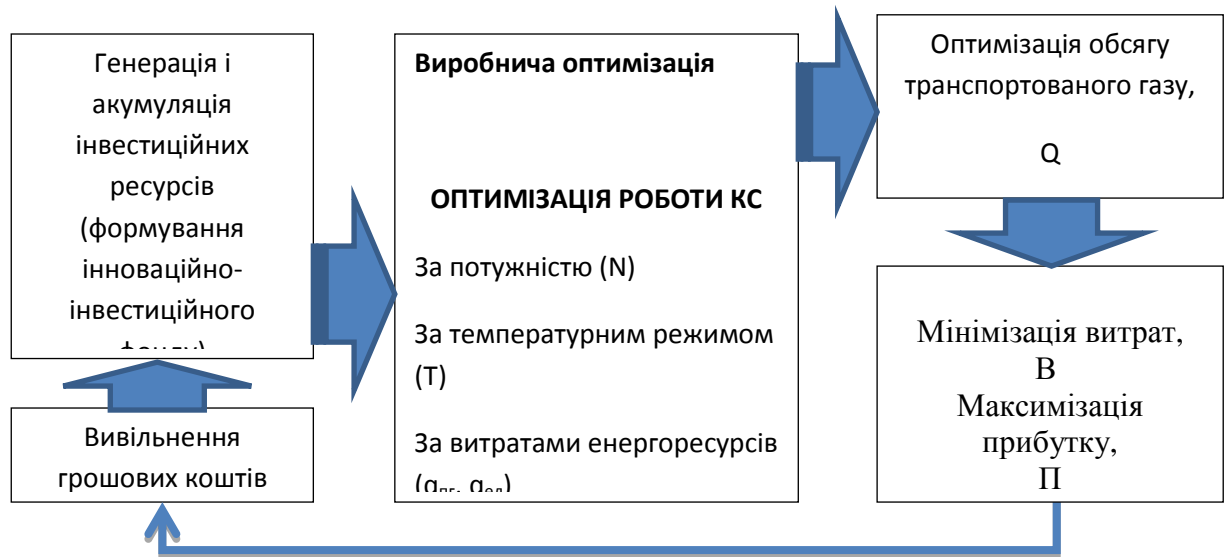 Генерація і
акумуляція
інвестиційних
ресурсів
(формування
інноваційно-
інвестиційного
фонду)
Вивільнення
грошових коштів
Виробнича оптимізація
ОПТИМІЗАЦІЯ РОБОТИ КС
За потужністю (N)
За температурним режимом
(Т)
За витратами енергоресурсів
Оптимізація обсягу
транспортованого газу,
Q
Мінімізація витрат,
В
Максимізація
прибутку,
П